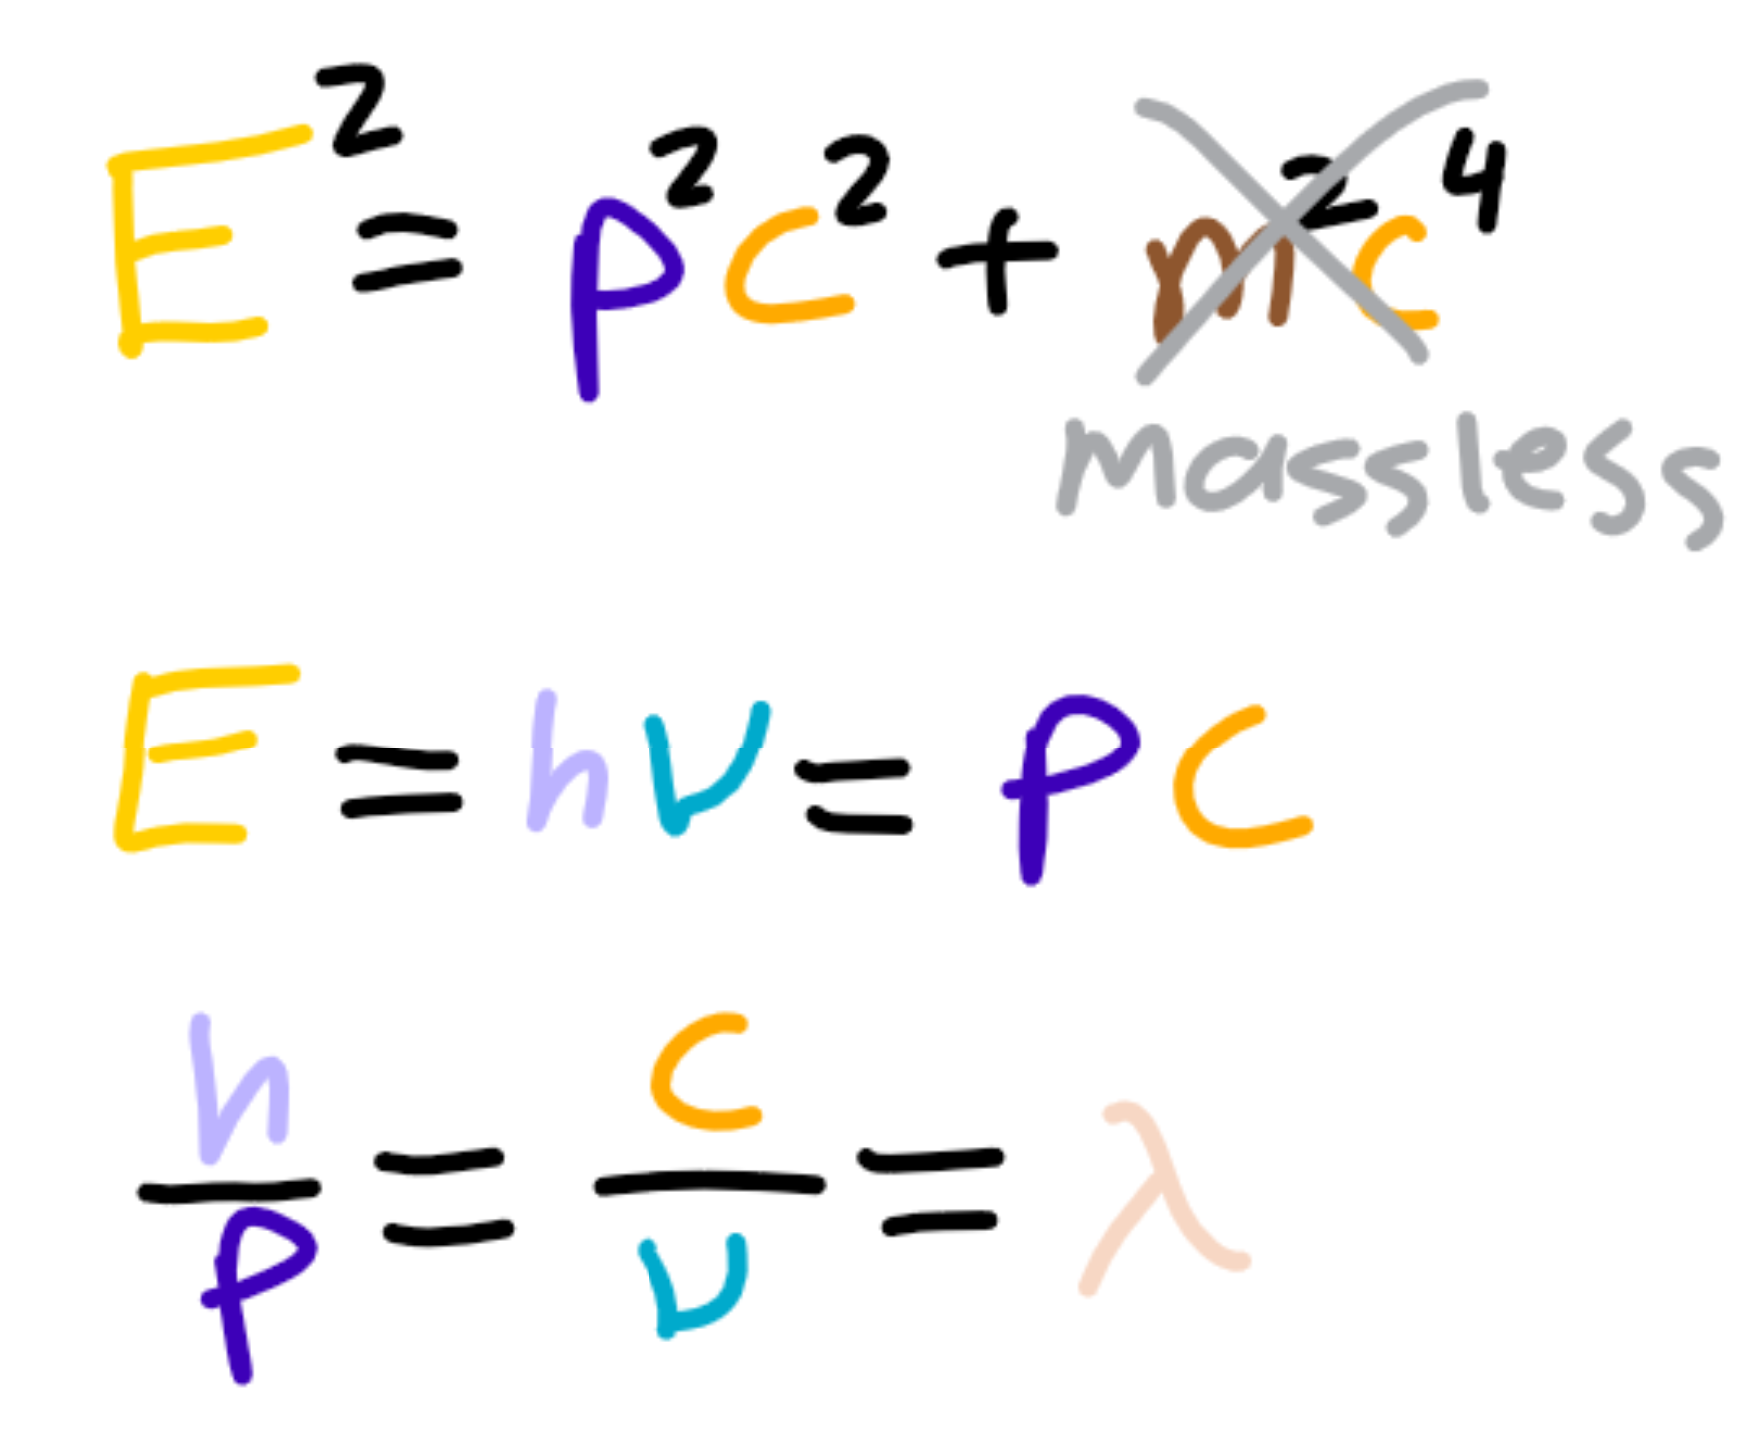 E² = p²c² + m²c⁴
massless
E = hν = pc
h/p = c/ν = λ